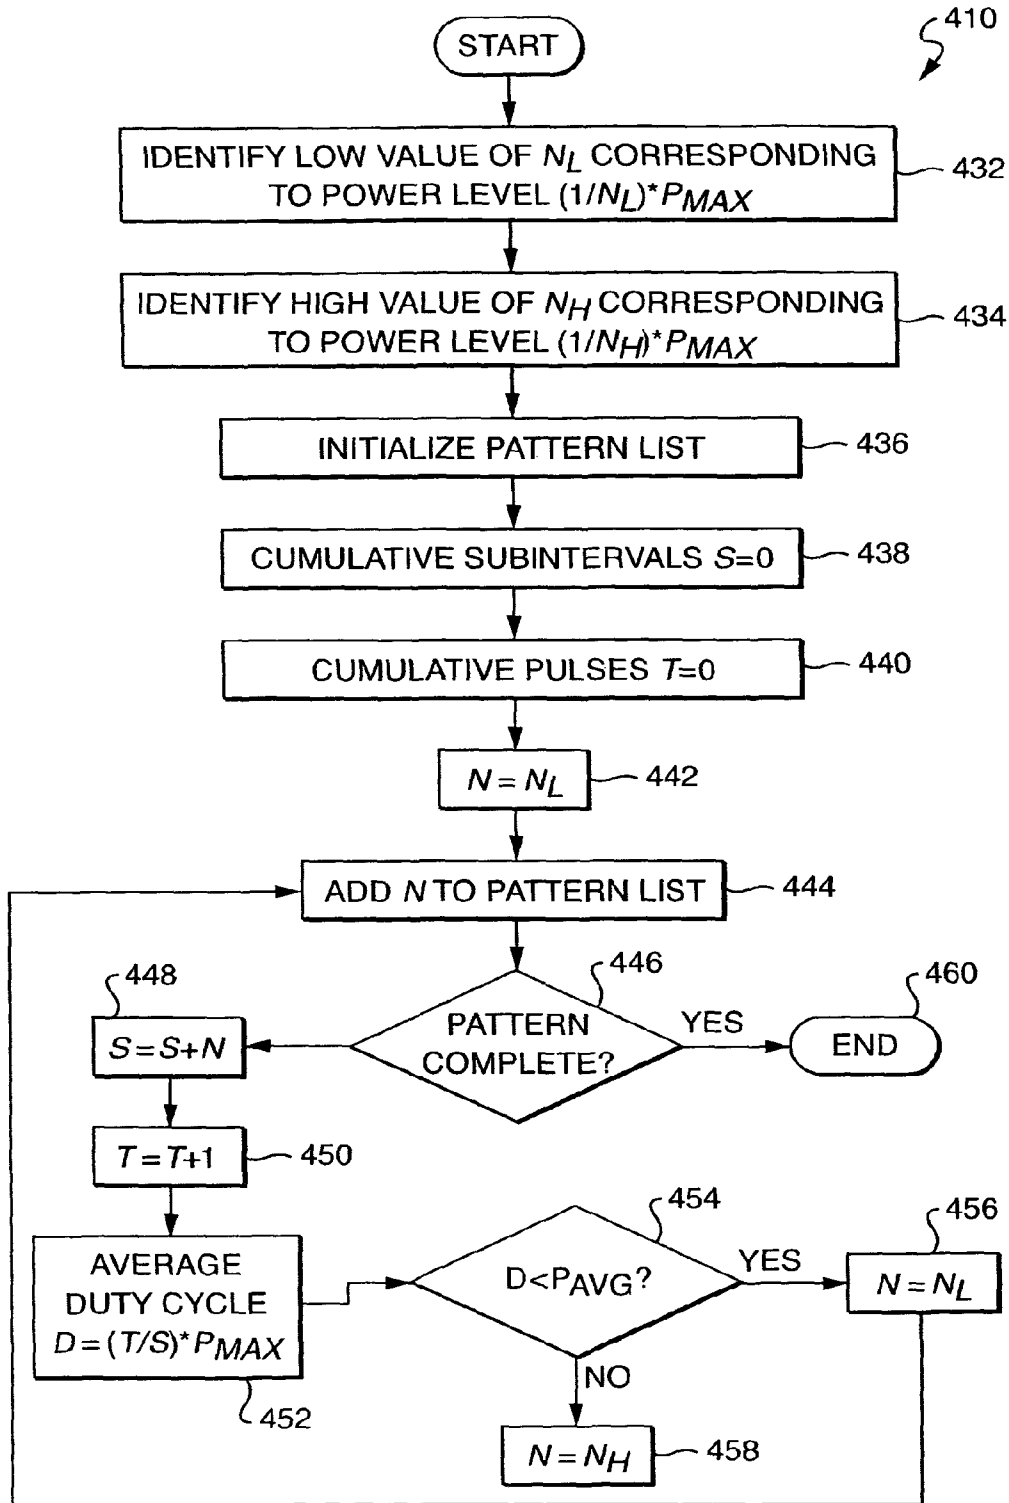 410
START
IDENTIFY LOW VALUE OF NL CORRESPONDING
TO POWER LEVEL (1/NL)*PMAX
432
IDENTIFY HIGH VALUE OF NH CORRESPONDING
TO POWER LEVEL (1/NH)*PMAX
434
INITIALIZE PATTERN LIST
436
CUMULATIVE SUBINTERVALS S=0
438
CUMULATIVE PULSES T=0
440
N = NL
442
ADD N TO PATTERN LIST
444
446
PATTERN
COMPLETE?
YES
460
END
448
S=S+N
T=T+1
450
AVERAGE
DUTY CYCLE
D=(T/S)*PMAX
452
454
D<PAVG?
YES
456
N = NL
NO
N = NH
458